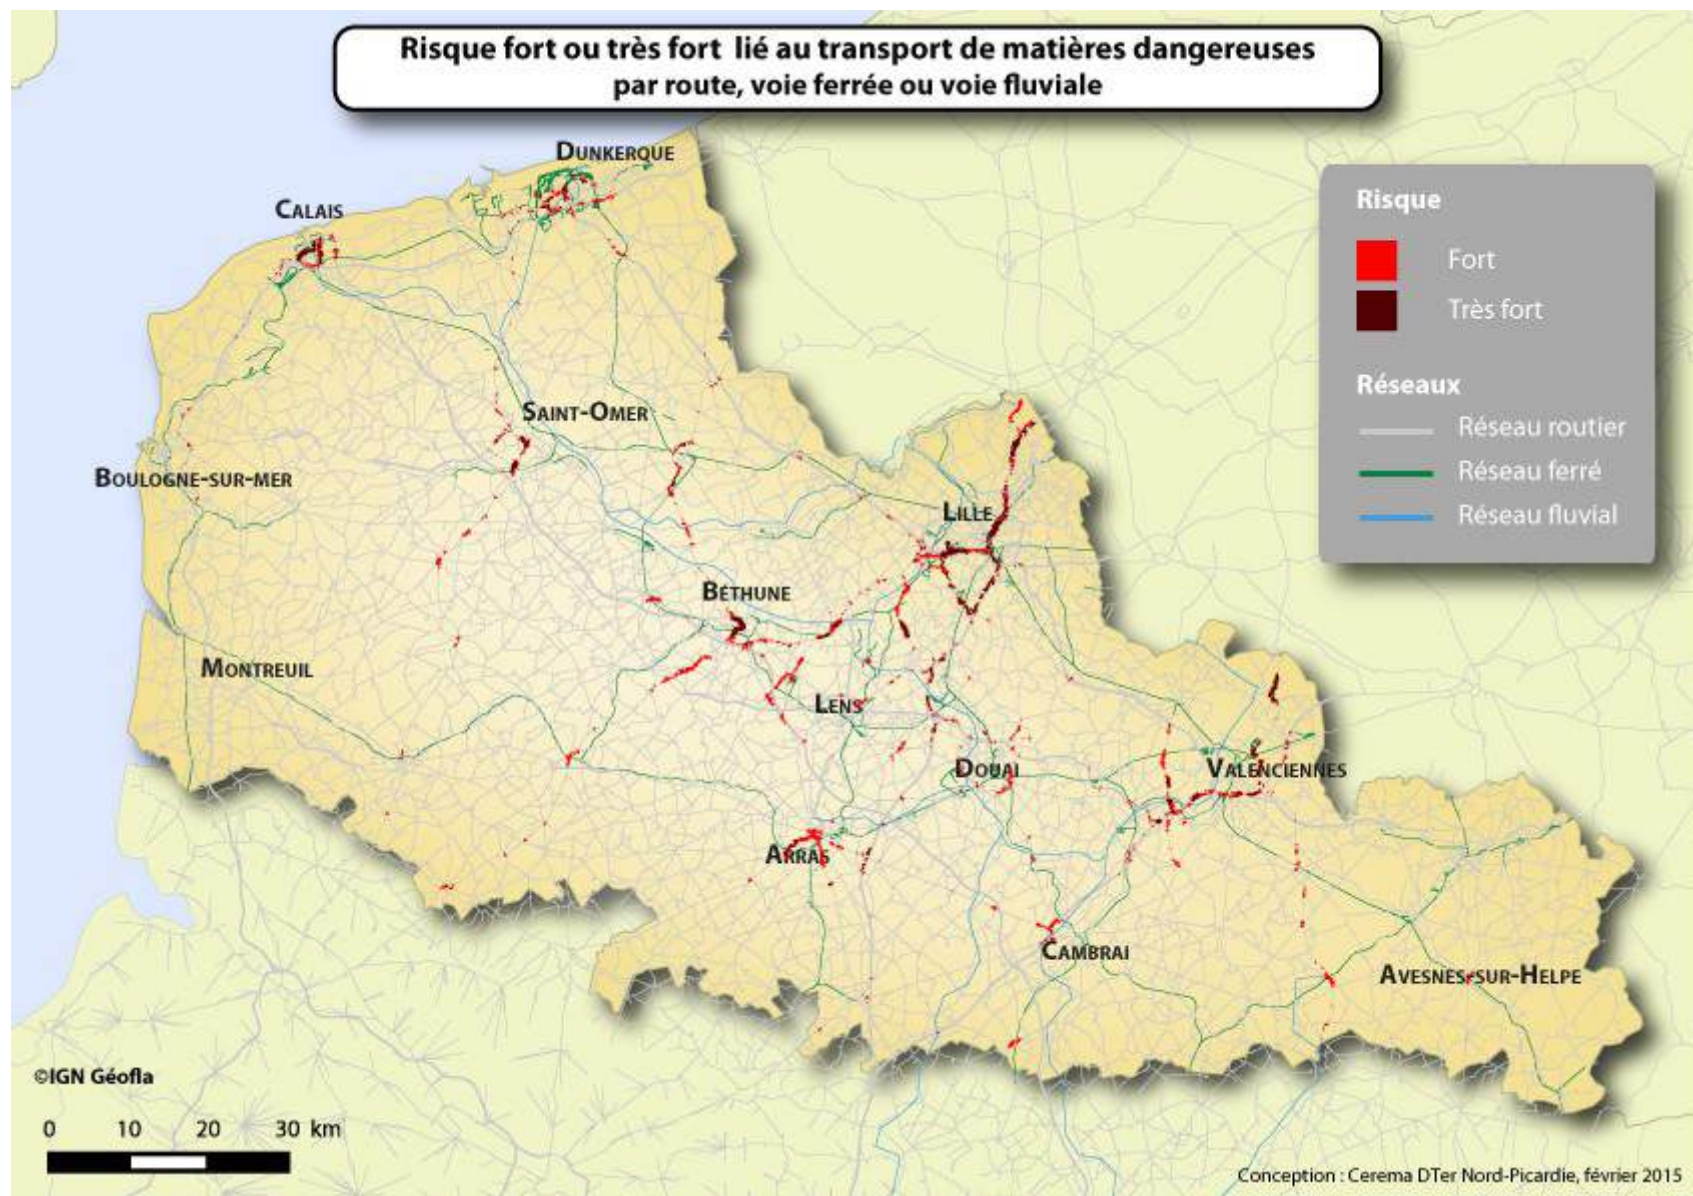 Risque fort ou très fort lié au transport de matières dangereuses
par route, voie ferrée ou voie fluviale
DUNKERQUE
CALAIS
Risque
Fort
Très fort
Réseaux
Réseau routier
Réseau ferré
Réseau fluvial
SAINT-OMER
BOULOGNE-SUR-MER
LILLE
BÉTHUNE
MONTREUIL
LENS
DOUAI
VALENCIENNES
ARRAS
CAMBRAI
AVESNES-SUR-HELPE
©IGN Géofla
0 10 20 30 km
Conception : Cerema DTer Nord-Picardie, février 2015